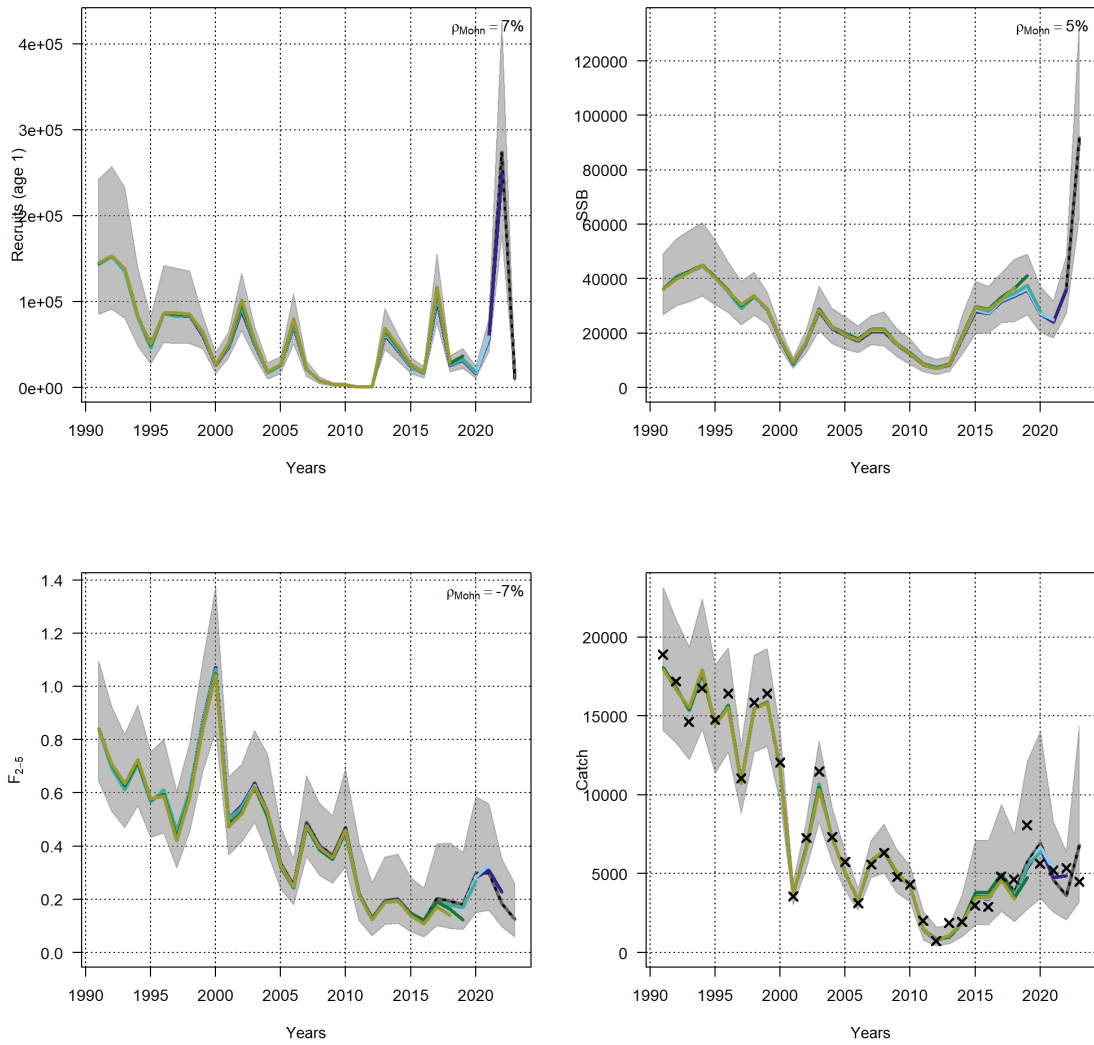 ρMohn = 7%
4e+05
3e+05
2e+05
1e+05
0e+00
Recruits (age 1)
1990 1995 2000 2005 2010 2015 2020
Years
ρMohn = 5%
120000
100000
80000
60000
40000
20000
0
SSB
1990 1995 2000 2005 2010 2015 2020
Years
ρMohn = -7%
1.4
1.2
1.0
0.8
0.6
0.4
0.2
0.0
F2-5
1990 1995 2000 2005 2010 2015 2020
Years
20000
15000
10000
5000
0
Catch
1990 1995 2000 2005 2010 2015 2020
Years